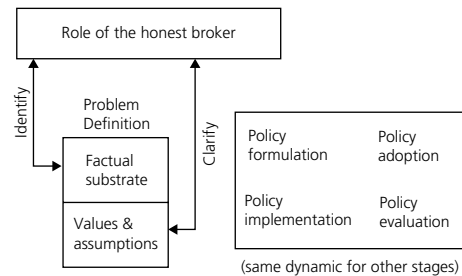 Role of the honest broker
Identify
Problem
Definition
Clarify
Factual
substrate
Values &
assumptions
Policy
formulation
Policy
adoption
Policy
implementation
Policy
evaluation
(same dynamic for other stages)